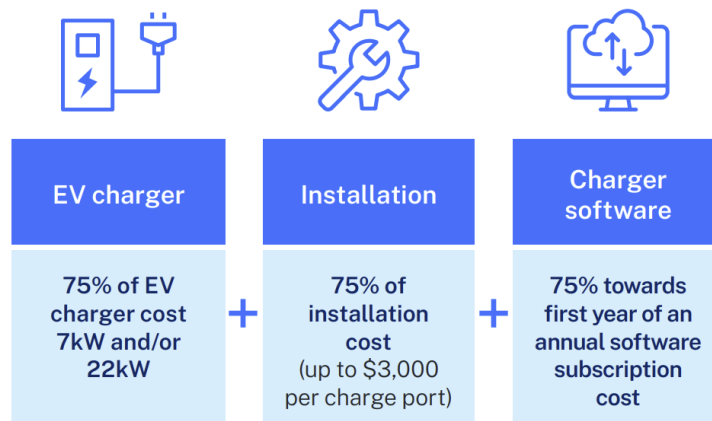 EV charger
75% of EV
charger cost
7kW and/or
22kW
+
Installation
75% of
installation
cost
(up to $3,000
per charge port)
+
Charger
software
75% towards
first year of an
annual software
subscription
cost